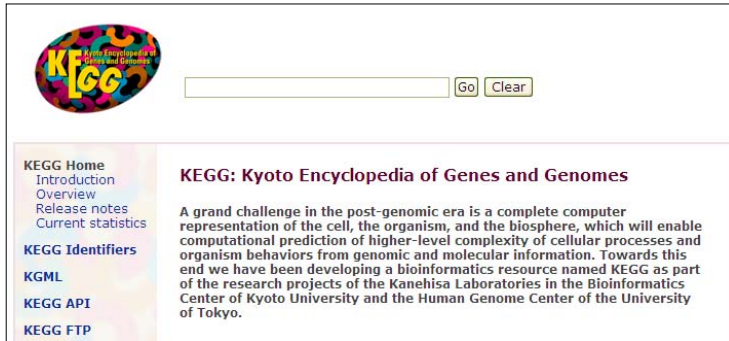 Kyoto Encyclopedia of
Genes and Genomes
KEGG
Go Clear
KEGG Home
Introduction
Overview
Release notes
Current statistics
KEGG Identifiers
KGML
KEGG API
KEGG FTP
KEGG: Kyoto Encyclopedia of Genes and Genomes
A grand challenge in the post-genomic era is a complete computer
representation of the cell, the organism, and the biosphere, which will enable
computational prediction of higher-level complexity of cellular processes and
organism behaviors from genomic and molecular information. Towards this
end we have been developing a bioinformatics resource named KEGG as part
of the research projects of the Kanehisa Laboratories in the Bioinformatics
Center of Kyoto University and the Human Genome Center of the University
of Tokyo.